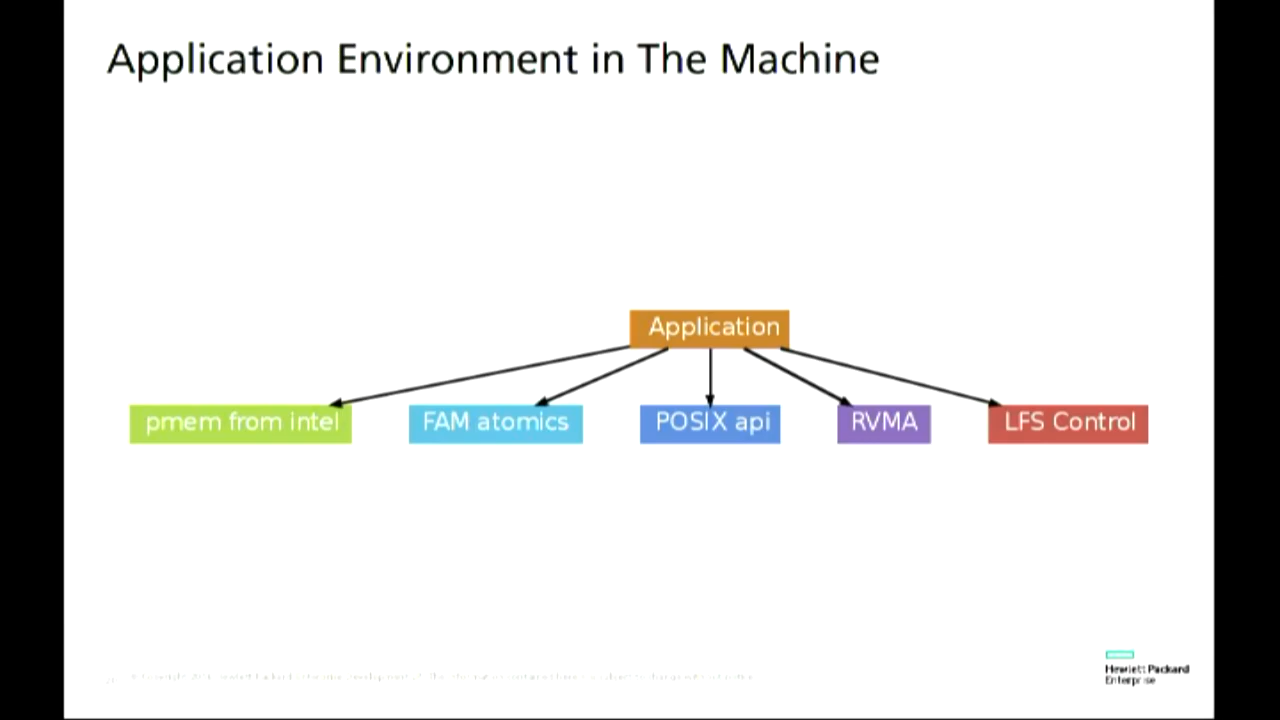 Application Environment in The Machine
Application
pmem from intel
FAM atomics
POSIX api
RVMA
LFS Control
Hewlett Packard
Enterprise